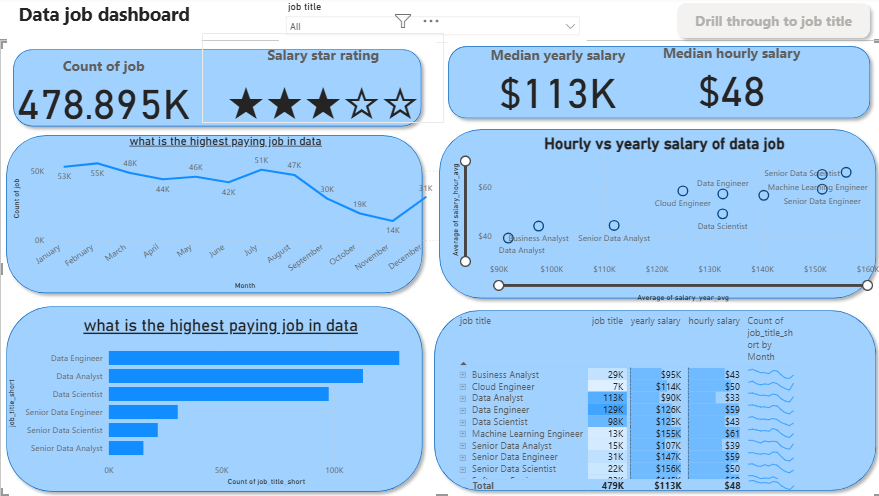 Data job dashboard
job title
All
Drill through to job title
Count of job
478.895K
Salary star rating
Median yearly salary
$113K
Median hourly salary
$48
what is the highest paying job in data
Count of job
50K
0K
53K
55K
48K
44K
46K
42K
51K
47K
30K
19K
14K
31K
January
February
March
April
May
June
July
August
September
October
November
December
Month
Hourly vs yearly salary of data job
Average of salary_hour_avg
$60
$40
Senior Data Scientist
Machine Learning Engineer
Data Engineer
Senior Data Engineer
Cloud Engineer
Data Scientist
Business Analyst
Senior Data Analyst
Data Analyst
$90K
$100K
$110K
$120K
$130K
$140K
$150K
$160K
Average of salary_year_avg
what is the highest paying job in data
job_title_short
Data Engineer
Data Analyst
Data Scientist
Senior Data Engineer
Senior Data Scientist
Senior Data Analyst
0K
50K
100K
Count of job_title_short
job title job title yearly salary hourly salary Count of
job_title_sh
ort by
Month
Business Analyst 29K $95K $43
Cloud Engineer 7K $114K $50
Data Analyst 113K $90K $33
Data Engineer 129K $126K $59
Data Scientist 98K $125K $43
Machine Learning Engineer 13K $155K $61
Senior Data Analyst 15K $107K $39
Senior Data Engineer 31K $147K $59
Senior Data Scientist 22K $156K $50
Total 479K $113K $48